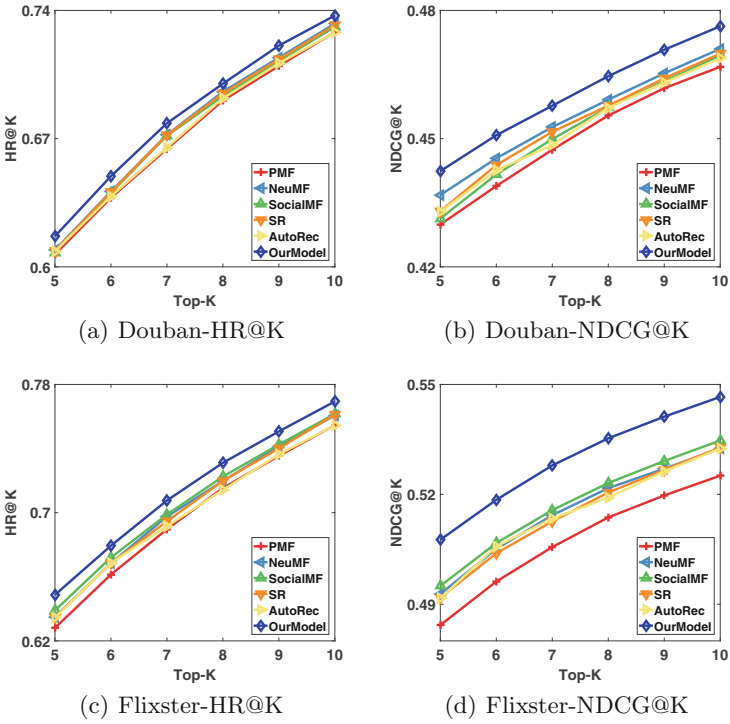 0.74
0.67
0.6
HR@K
5 6 7 8 9 10
Top-K
PMF
NeuMF
SocialMF
SR
AutoRec
OurModel
(a) Douban-HR@K
0.48
0.45
0.42
NDCG@K
5 6 7 8 9 10
Top-K
PMF
NeuMF
SocialMF
SR
AutoRec
OurModel
(b) Douban-NDCG@K
0.78
0.7
0.62
HR@K
5 6 7 8 9 10
Top-K
PMF
NeuMF
SocialMF
SR
AutoRec
OurModel
(c) Flixster-HR@K
0.55
0.52
0.49
NDCG@K
5 6 7 8 9 10
Top-K
PMF
NeuMF
SocialMF
SR
AutoRec
OurModel
(d) Flixster-NDCG@K